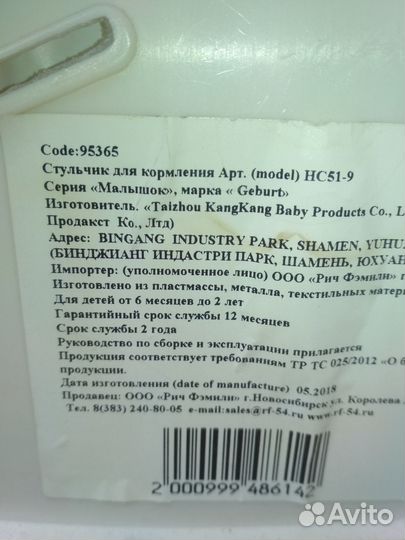 Code:95365
Стульчик для кормления Арт. (model) HC51-9
Серия «Малышок», марка « Geburt»
Изготовитель. «Taizhou KangKang Baby Products Co., L
Продакст Ко., Лтд)
Адрес: BINGANG INDUSTRY PARK, SHAMEN, YUHU
(БИНДЖИАНГ ИНДАСТРИ ПАРК, ШАМЕНЬ, ЮХУАН
Импортер: (уполномоченное лицо) ООО «Рич Фэмили» г
Изготовлено из пластмассы, металла, текстильных матер
Для детей от 6 месяцев до 2 лет
Гарантийный срок службы 12 месяцев
Срок службы 2 года
Руководство по сборке и эксплуатации прилагается
Продукция соответствует требованиям ТР ТС 025/2012 «О б
продукции.
Дата изготовления (date of manufacture) 05.2018
Продавец: ООО «Рич Фэмили» г.Новосибирск ул. Королева
Тел. 8(383) 240-80-05 e-mail:sales@rf-54.ru
2 000999 486142
Avito